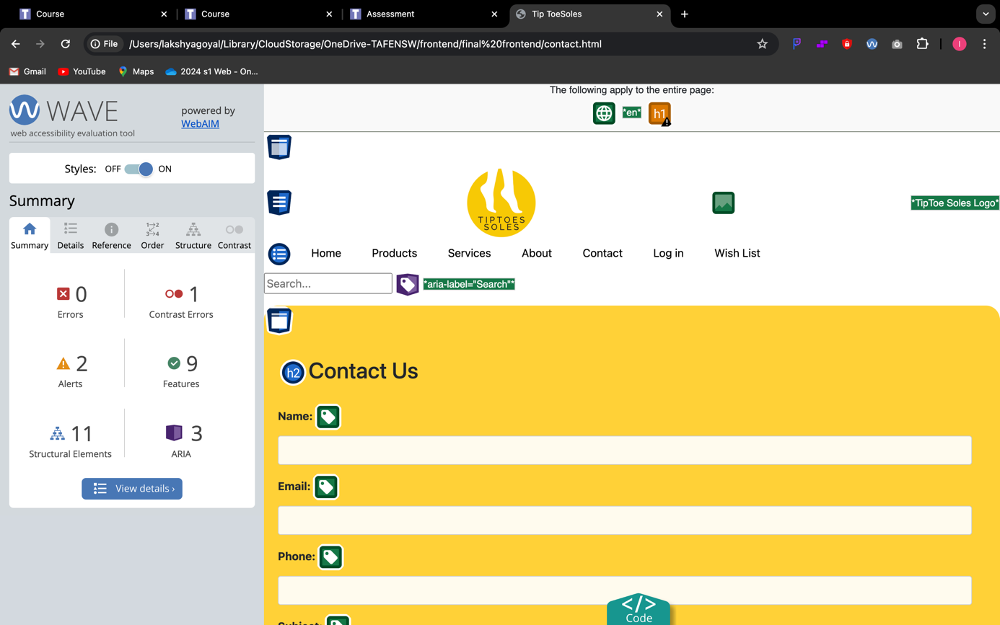 Course
Course
Assessment
Tip ToeSoles
File
/Users/lakshyagoyal/Library/CloudStorage/OneDrive-TAFENSW/frontend/final%20frontend/contact.html
I
Gmail
YouTube
Maps
2024 s1 Web - On...
WAVE
powered by
WebAIM
web accessibility evaluation tool
Styles: OFF ON
Summary
Summary
Details
Reference
Order
Structure
Contrast
0
Errors
1
Contrast Errors
2
Alerts
9
Features
11
Structural Elements
3
ARIA
View details ›
The following apply to the entire page:
*en*
h1
TIPTOES
SOLES
*TipToe Soles Logo*
Home
Products
Services
About
Contact
Log in
Wish List
Search...
*aria-label="Search"*
h2
Contact Us
Name:
Email:
Phone:
</>
Code